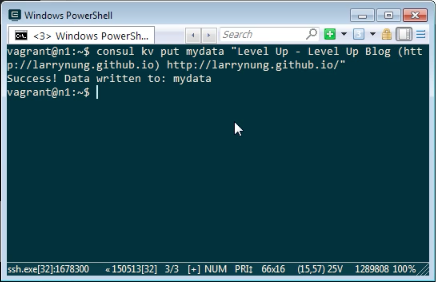 Windows PowerShell
<3> Windows PowerSh...
Search
vagrant@n1:~$ consul kv put mydata "Level Up - Level Up Blog (htt
p://larrynung.github.io) http://larrynung.github.io/"
Success! Data written to: mydata
vagrant@n1:~$
ssh.exe[32]:1678300 «150513[32] 3/3 [+] NUM PRI‡ 66x16 (15,57) 25V 1289808 100%